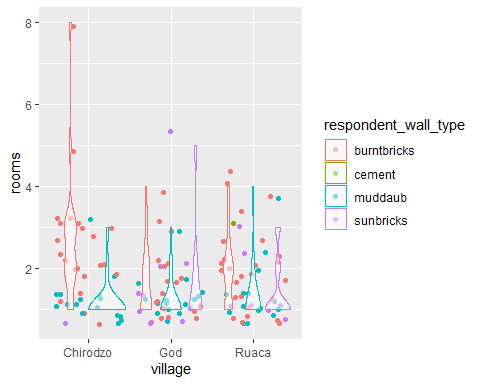 8
6
4
2
rooms
Chirodzo
God
Ruaca
village
respondent_wall_type
burntbricks
cement
muddaub
sunbricks